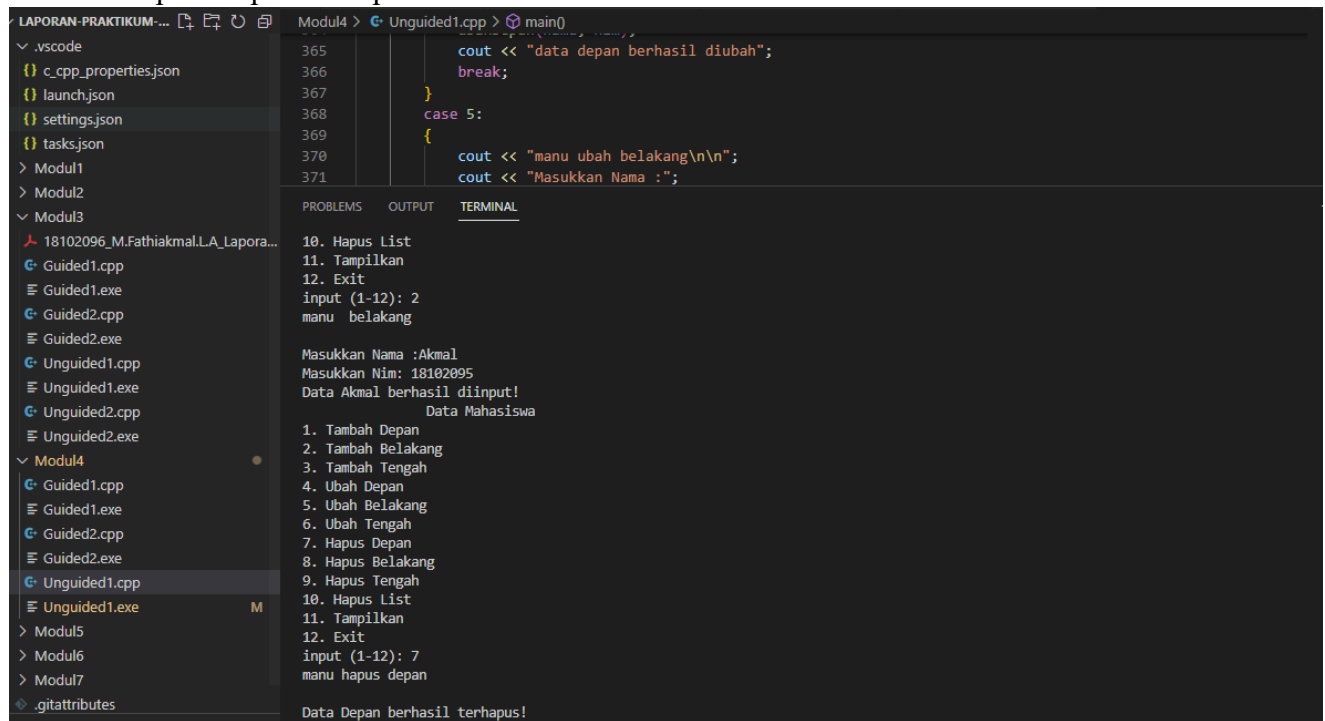 LAPORAN-PRAKTIKUM-...
.vscode
{} c_cpp_properties.json
{} launch.json
{} settings.json
{} tasks.json
> Modul1
> Modul2
Modul3
18102096_M.Fathiakmal.L.A_Lapora...
Guided1.cpp
Guided1.exe
Guided2.cpp
Guided2.exe
Unguided1.cpp
Unguided1.exe
Unguided2.cpp
Unguided2.exe
Modul4
Guided1.cpp
Guided1.exe
Guided2.cpp
Guided2.exe
Unguided1.cpp
Unguided1.exe M
> Modul5
> Modul6
> Modul7
.gitattributes
Modul4 > Unguided1.cpp > main()
365 cout << "data depan berhasil diubah";
366 break;
367 }
368 case 5:
369 {
370 cout << "manu ubah belakang\n\n";
371 cout << "Masukkan Nama :";
PROBLEMS OUTPUT TERMINAL
10. Hapus List
11. Tampilkan
12. Exit
input (1-12): 2
manu  belakang
Masukkan Nama :Akmal
Masukkan Nim: 18102095
Data Akmal berhasil diinput!
Data Mahasiswa
1. Tambah Depan
2. Tambah Belakang
3. Tambah Tengah
4. Ubah Depan
5. Ubah Belakang
6. Ubah Tengah
7. Hapus Depan
8. Hapus Belakang
9. Hapus Tengah
10. Hapus List
11. Tampilkan
12. Exit
input (1-12): 7
manu hapus depan
Data Depan berhasil terhapus!